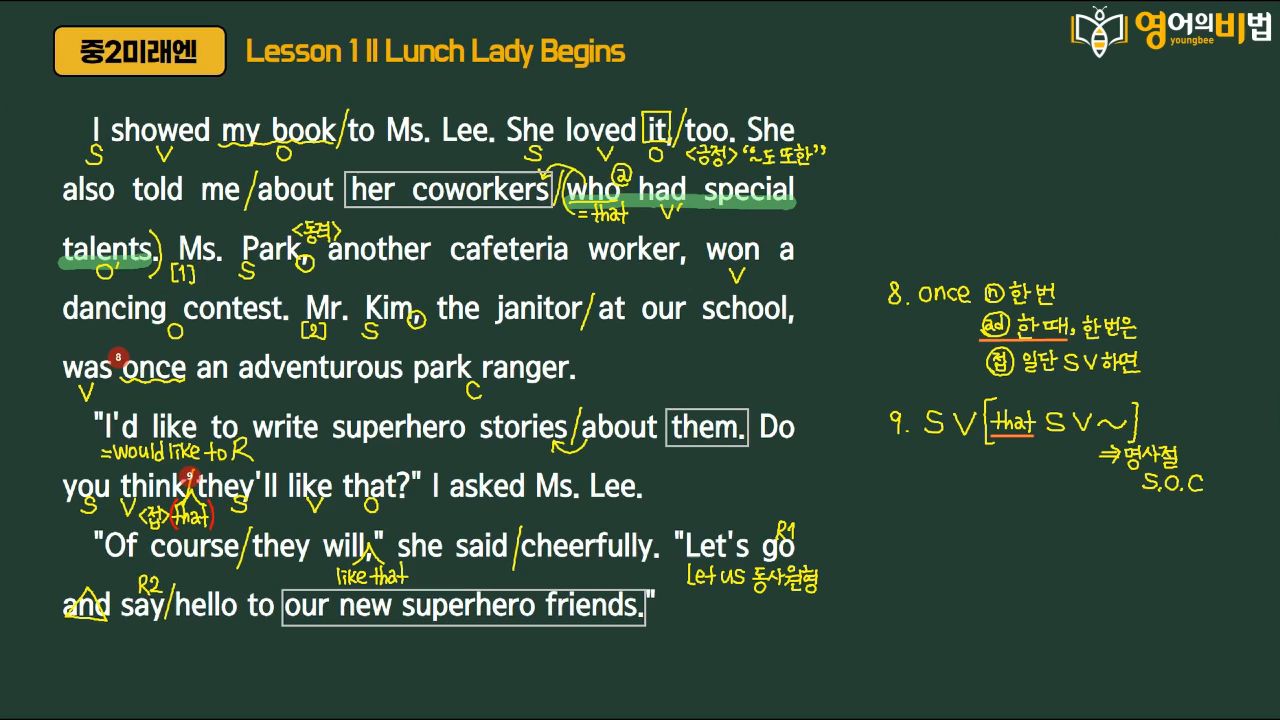 중2미래엔
Lesson 1 II Lunch Lady Begins
영어의비법
youngbee
I showed my book/to Ms. Lee. She loved it,/too. She
S V O S V O <긍정> "~도 또한"
also told me/about her coworkers/(who had special
ⓐ
=that V'
talents.) Ms. Park, another cafeteria worker, won a
<동격>
O' [1] S V
dancing contest. Mr. Kim, the janitor/at our school,
O [2] S
was once an adventurous park ranger.
8
V C
"I'd like to write superhero stories/about them. Do
=would like to R
you think they'll like that?" I asked Ms. Lee.
9
S V <접>(that) S V O
"Of course/they will," she said/cheerfully. "Let's go
R1
like that Let us 동사원형
and say/hello to our new superhero friends."
R2
8. once ⓝ 한 번
ad 한 때, 한번은
접 일단 S V 하면
9. S V [that S V ~]
⇒ 명사절
S.O.C